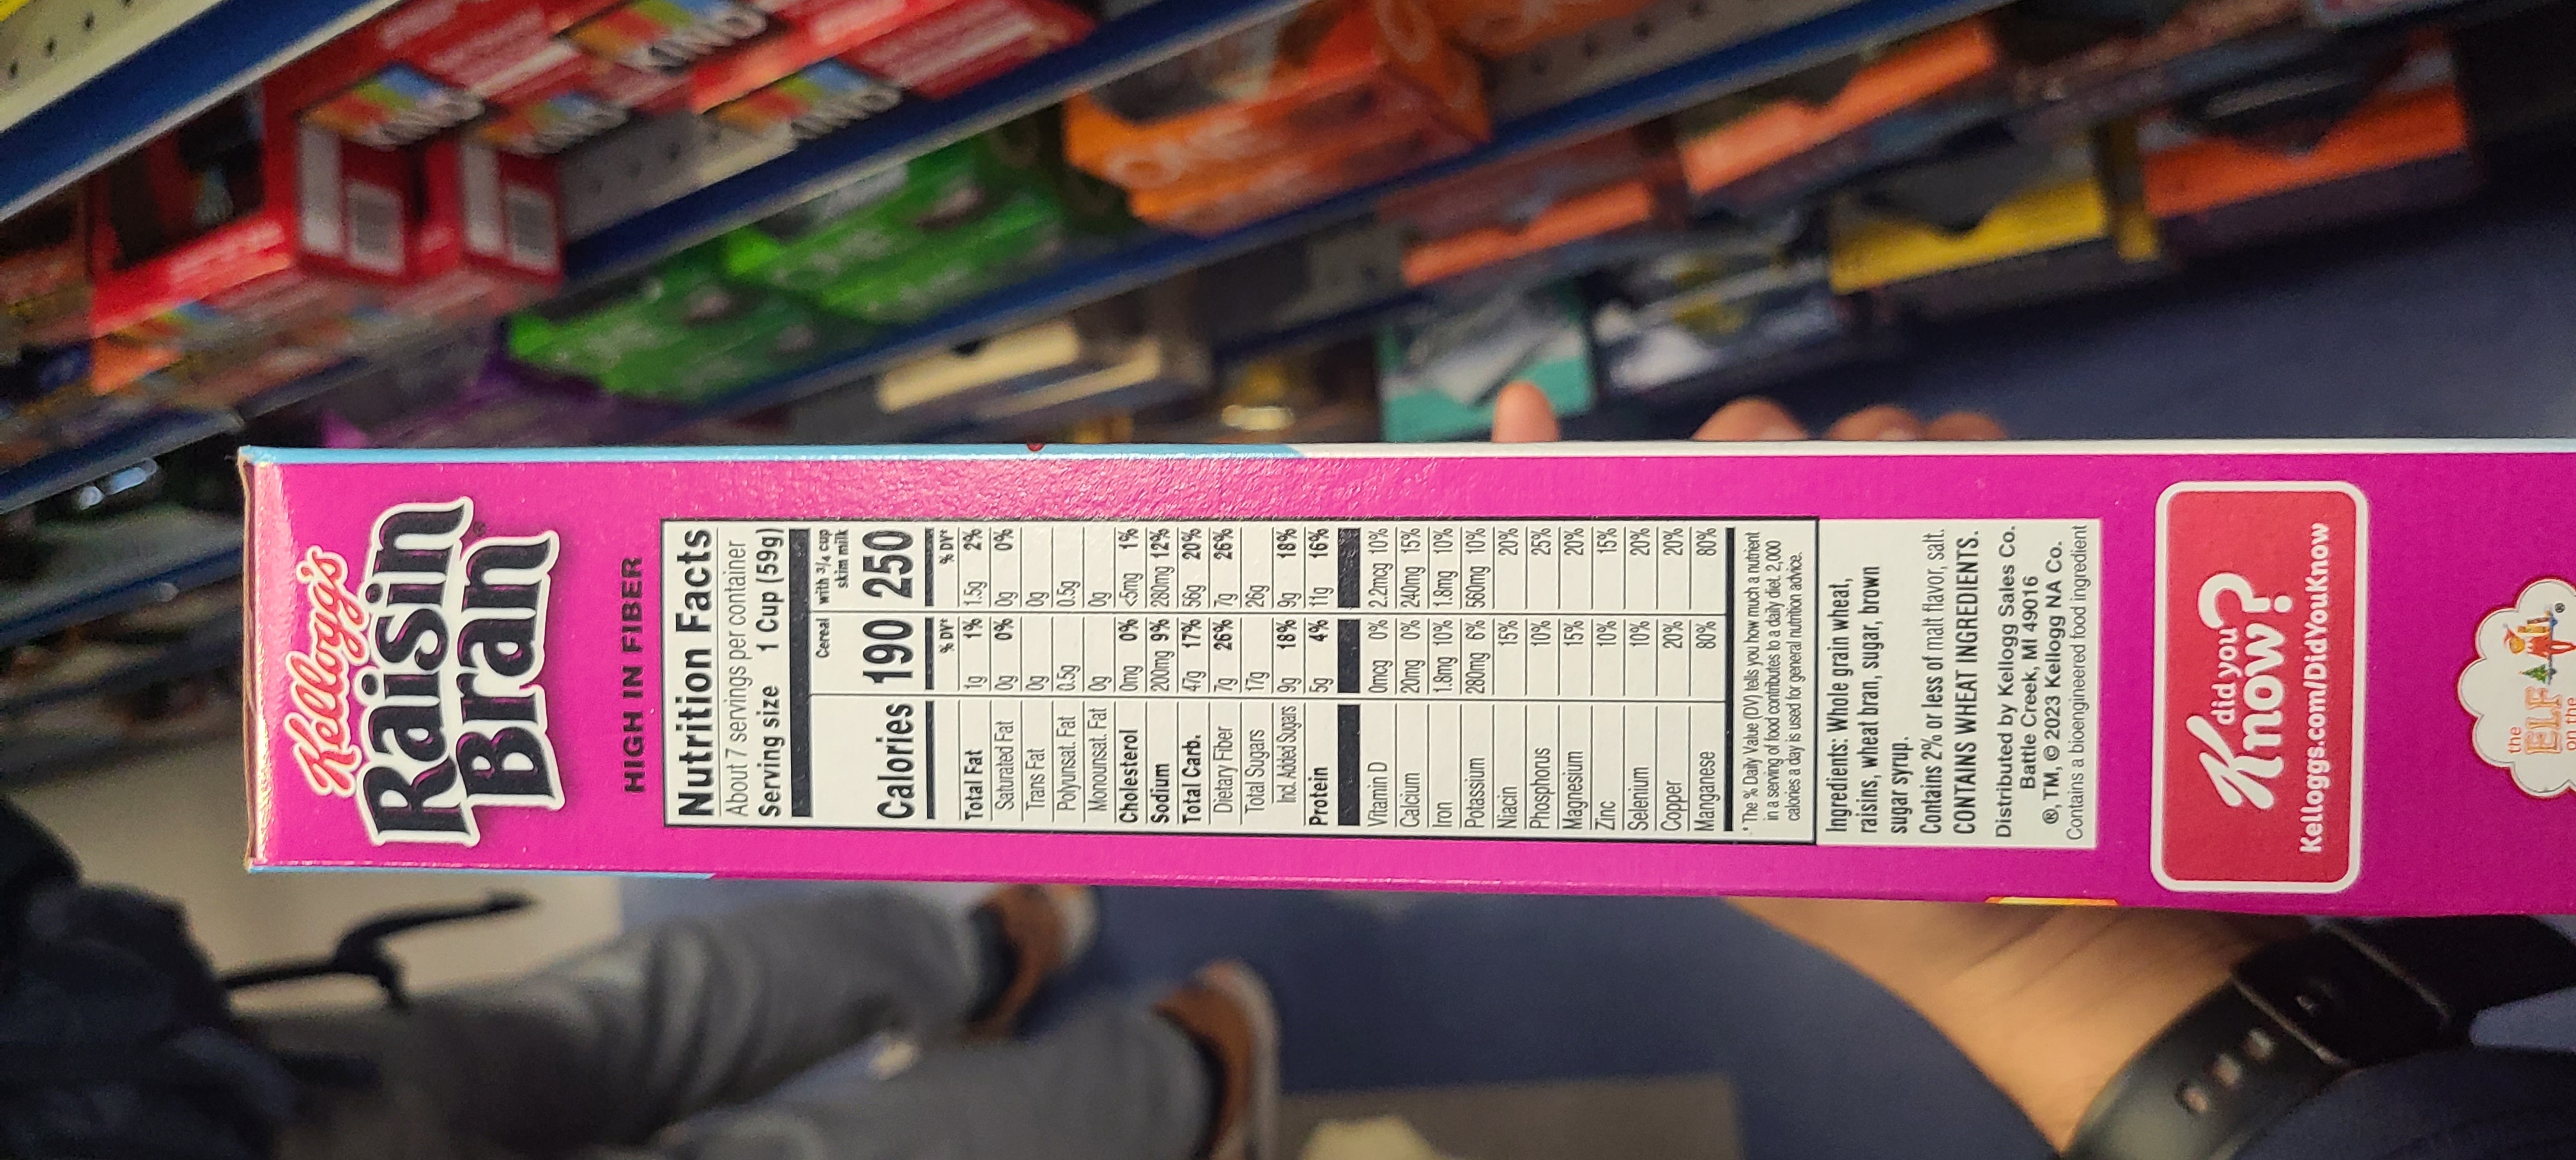 Kellogg's
Raisin
Bran®
HIGH IN FIBER
Nutrition Facts
About 7 servings per container
Serving size 1 Cup (59g)
Cereal with 3/4 cup
skim milk
Calories 190 250
% DV* % DV*
Total Fat 1g 1% 1.5g 2%
Saturated Fat 0g 0% 0g 0%
Trans Fat 0g 0g
Polyunsat. Fat 0.5g 0.5g
Monounsat. Fat 0g 0g
Cholesterol 0mg 0% <5mg 1%
Sodium 200mg 9% 280mg 12%
Total Carb. 47g 17% 56g 20%
Dietary Fiber 7g 26% 7g 26%
Total Sugars 17g 26g
Incl. Added Sugars 9g 18% 9g 18%
Protein 5g 4% 11g 16%
Vitamin D 0mcg 0% 2.2mcg 10%
Calcium 20mg 0% 240mg 15%
Iron 1.8mg 10% 1.8mg 10%
Potassium 280mg 6% 560mg 10%
Niacin 15% 20%
Phosphorus 10% 25%
Magnesium 15% 20%
Zinc 10% 15%
Selenium 10% 20%
Copper 20% 20%
Manganese 80% 80%
* The % Daily Value (DV) tells you how much a nutrient
in a serving of food contributes to a daily diet. 2,000
calories a day is used for general nutrition advice.
Ingredients: Whole grain wheat,
raisins, wheat bran, sugar, brown
sugar syrup.
Contains 2% or less of malt flavor, salt.
CONTAINS WHEAT INGREDIENTS.
Distributed by Kellogg Sales Co.
Battle Creek, MI 49016
®, TM, © 2023 Kellogg NA Co.
Contains a bioengineered food ingredient
did you
Know?
Kelloggs.com/DidYouKnow
the
ELF
on the
®